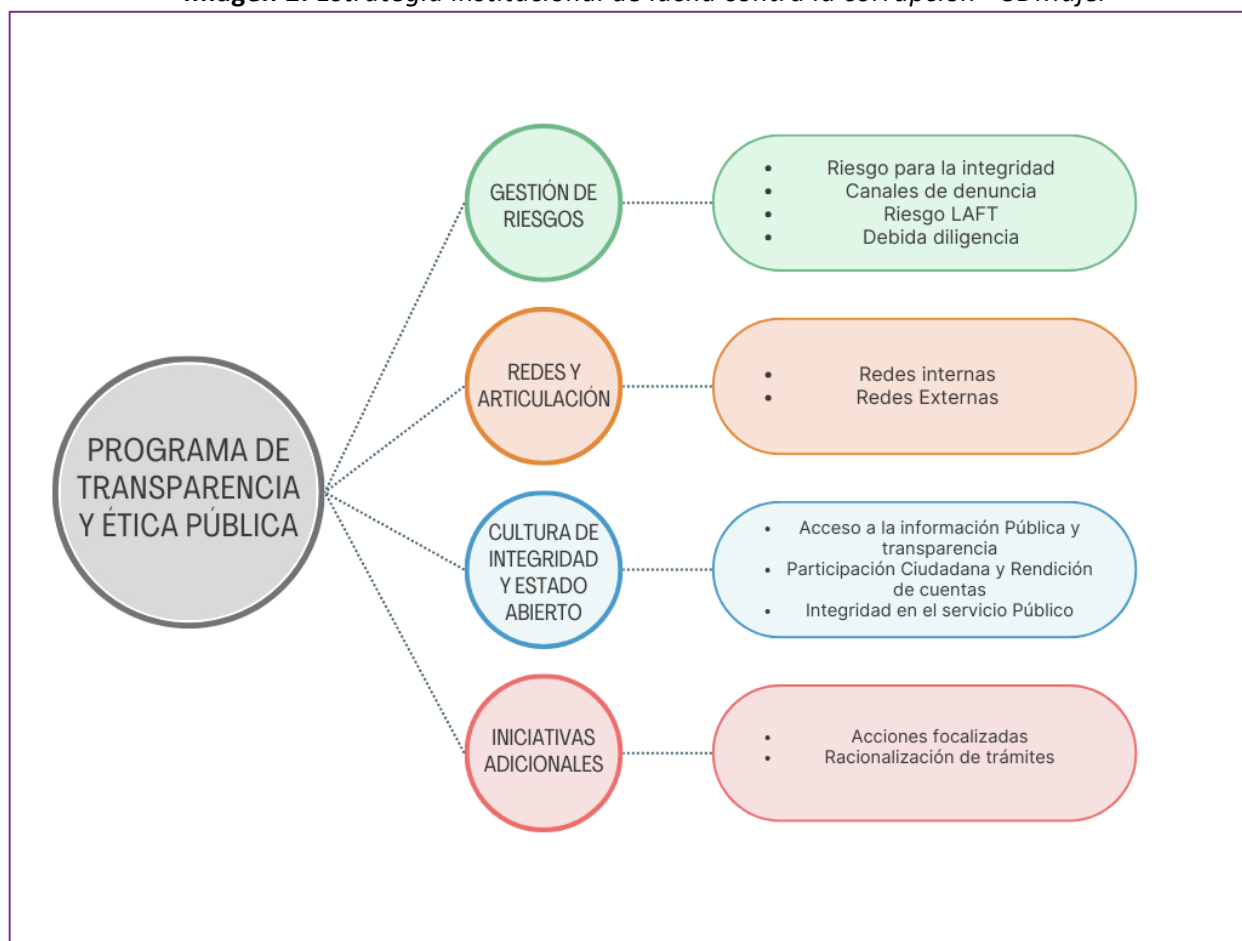 PROGRAMA DE
TRANSPARENCIA
Y ÉTICA PÚBLICA
GESTIÓN DE
RIESGOS
• Riesgo para la integridad
• Canales de denuncia
• Riesgo LAFT
• Debida diligencia
REDES Y
ARTICULACIÓN
• Redes internas
• Redes Externas
CULTURA DE
INTEGRIDAD
Y ESTADO
ABIERTO
• Acceso a la información Pública y
transparencia
• Participación Ciudadana y Rendición
de cuentas
• Integridad en el servicio Público
INICIATIVAS
ADICIONALES
• Acciones focalizadas
• Racionalización de trámites